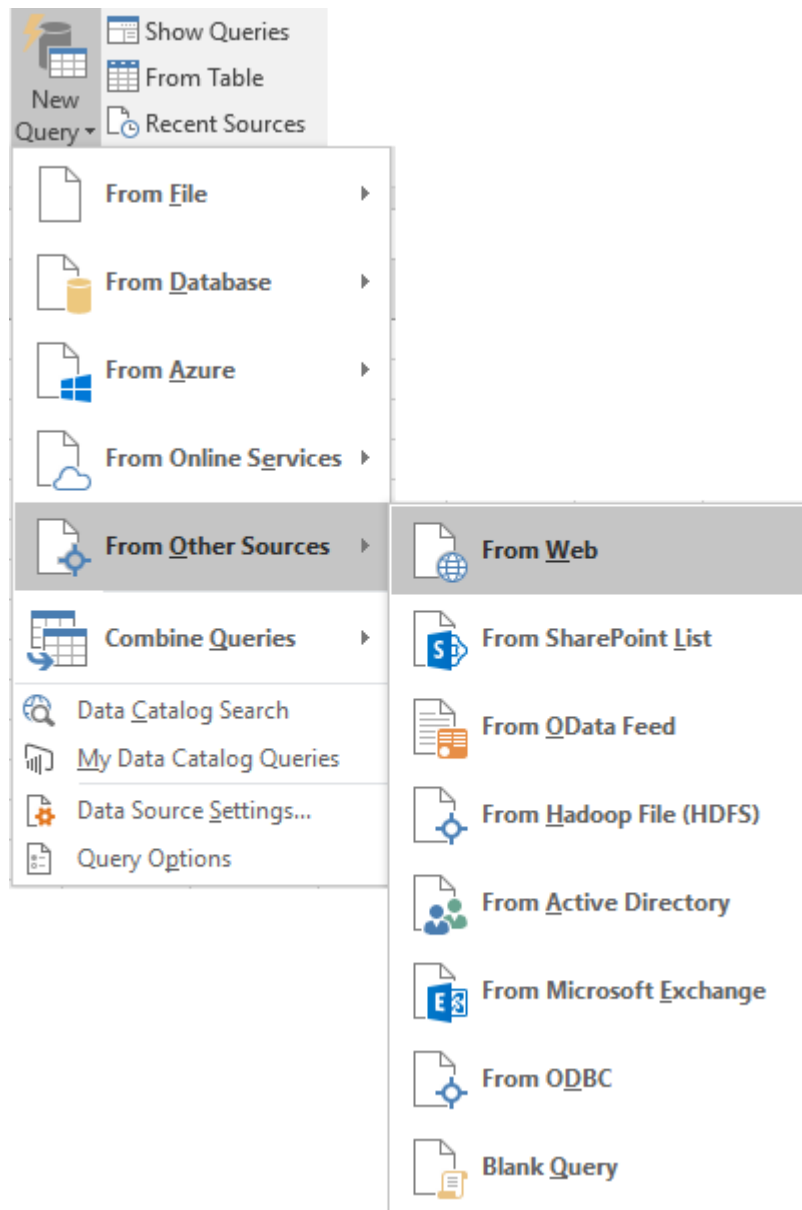 Show Queries
From Table
New
Query
Recent Sources
From File
From Database
From Azure
From Online Services
From Other Sources
Combine Queries
Data Catalog Search
My Data Catalog Queries
Data Source Settings...
Query Options
From Web
From SharePoint List
From OData Feed
From Hadoop File (HDFS)
From Active Directory
From Microsoft Exchange
From ODBC
Blank Query